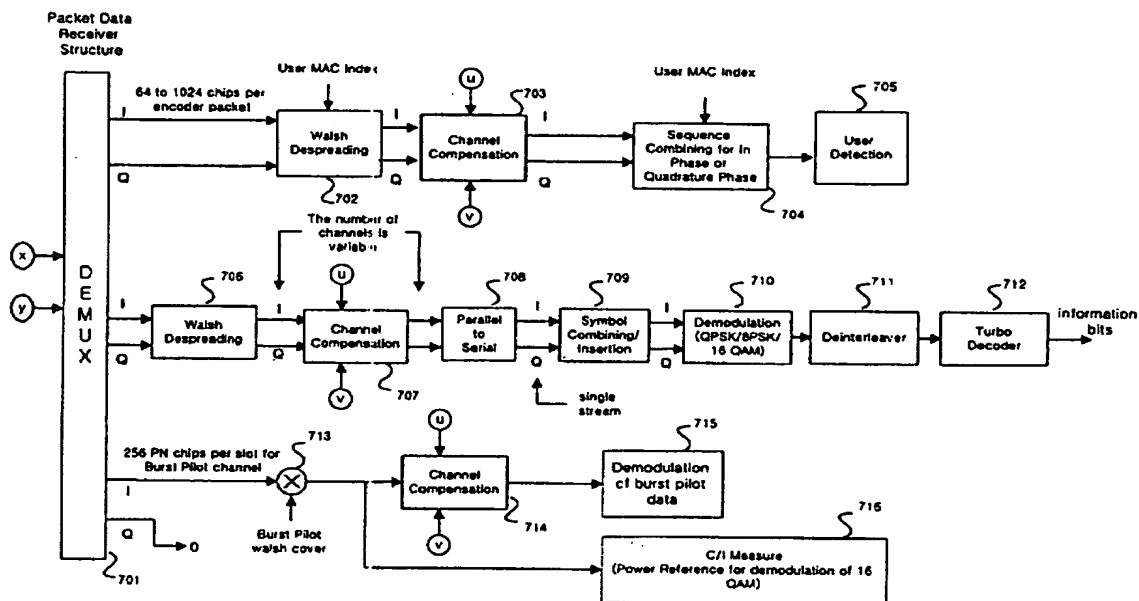 Packet Data
Receiver
Structure
DEMUX
701
x
y
64 to 1024 chips per
encoder packet
I
Q
User MAC Index
Walsh
Despreading
702
I
Q
u
703
Channel
Compensation
v
I
Q
User MAC Index
Sequence
Combining for In
Phase or
Quadrature Phase
704
705
User
Detection
The number of
channels is
variable
I
Q
706
Walsh
Despreading
I
Q
u
Channel
Compensation
v
707
708
Parallel
to
Serial
I
Q
single
stream
709
Symbol
Combining/
Insertion
I
Q
710
Demodulation
(QPSK/8PSK/
16 QAM)
711
Deinterleaver
712
Turbo
Decoder
information
bits
256 PN chips per slot for
Burst Pilot channel
I
Q
0
713
Burst Pilot
walsh cover
u
Channel
Compensation
v
714
715
Demodulation
of burst pilot
data
716
C/I Measure
(Power Reference for demodulation of 16
QAM)